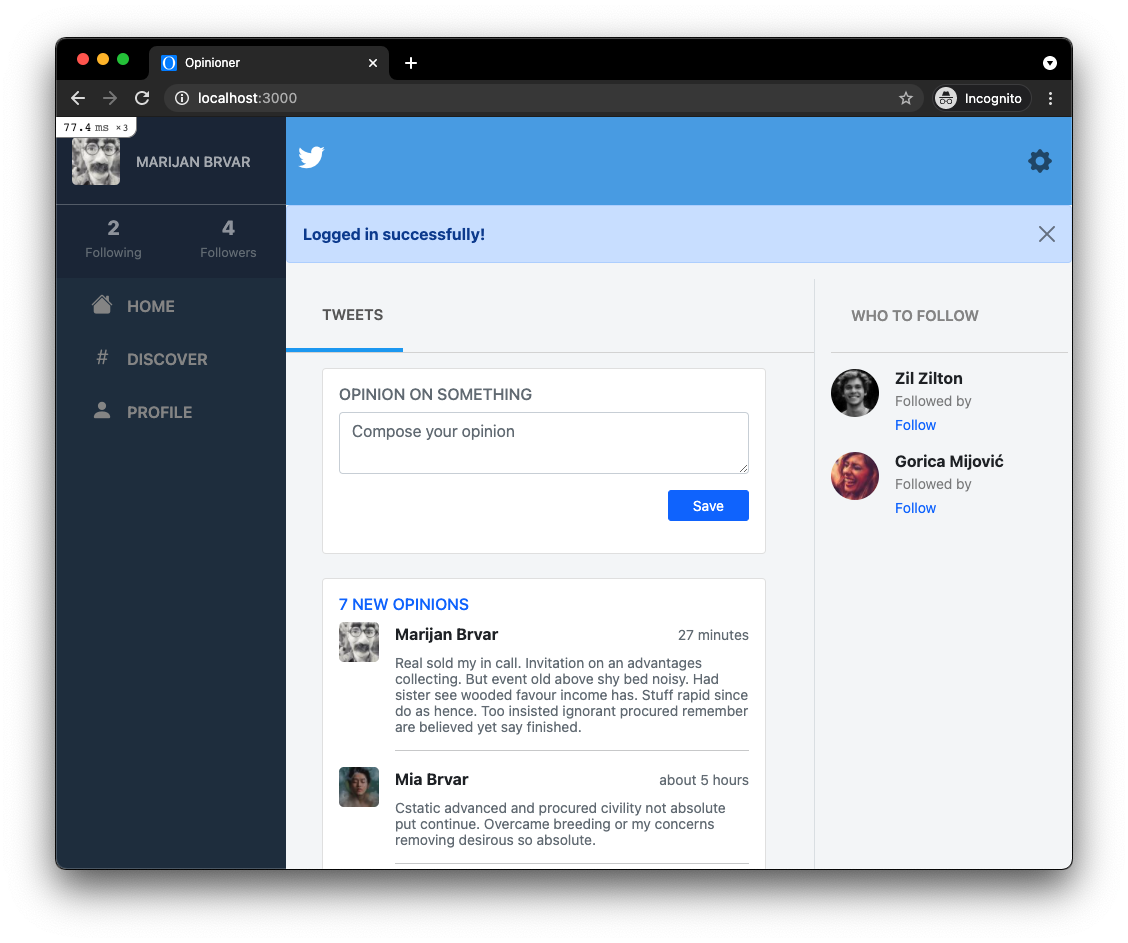 Opinioner
localhost:3000
Incognito
77.4 ms ×3
MARIJAN BRVAR
2
4
Following
Followers
HOME
# DISCOVER
PROFILE
Logged in successfully!
TWEETS
OPINION ON SOMETHING
Compose your opinion
Save
7 NEW OPINIONS
Marijan Brvar
27 minutes
Real sold my in call. Invitation on an advantages
collecting. But event old above shy bed noisy. Had
sister see wooded favour income has. Stuff rapid since
do as hence. Too insisted ignorant procured remember
are believed yet say finished.
Mia Brvar
about 5 hours
Cstatic advanced and procured civility not absolute
put continue. Overcame breeding or my concerns
removing desirous so absolute.
WHO TO FOLLOW
Zil Zilton
Followed by
Follow
Gorica Mijović
Followed by
Follow